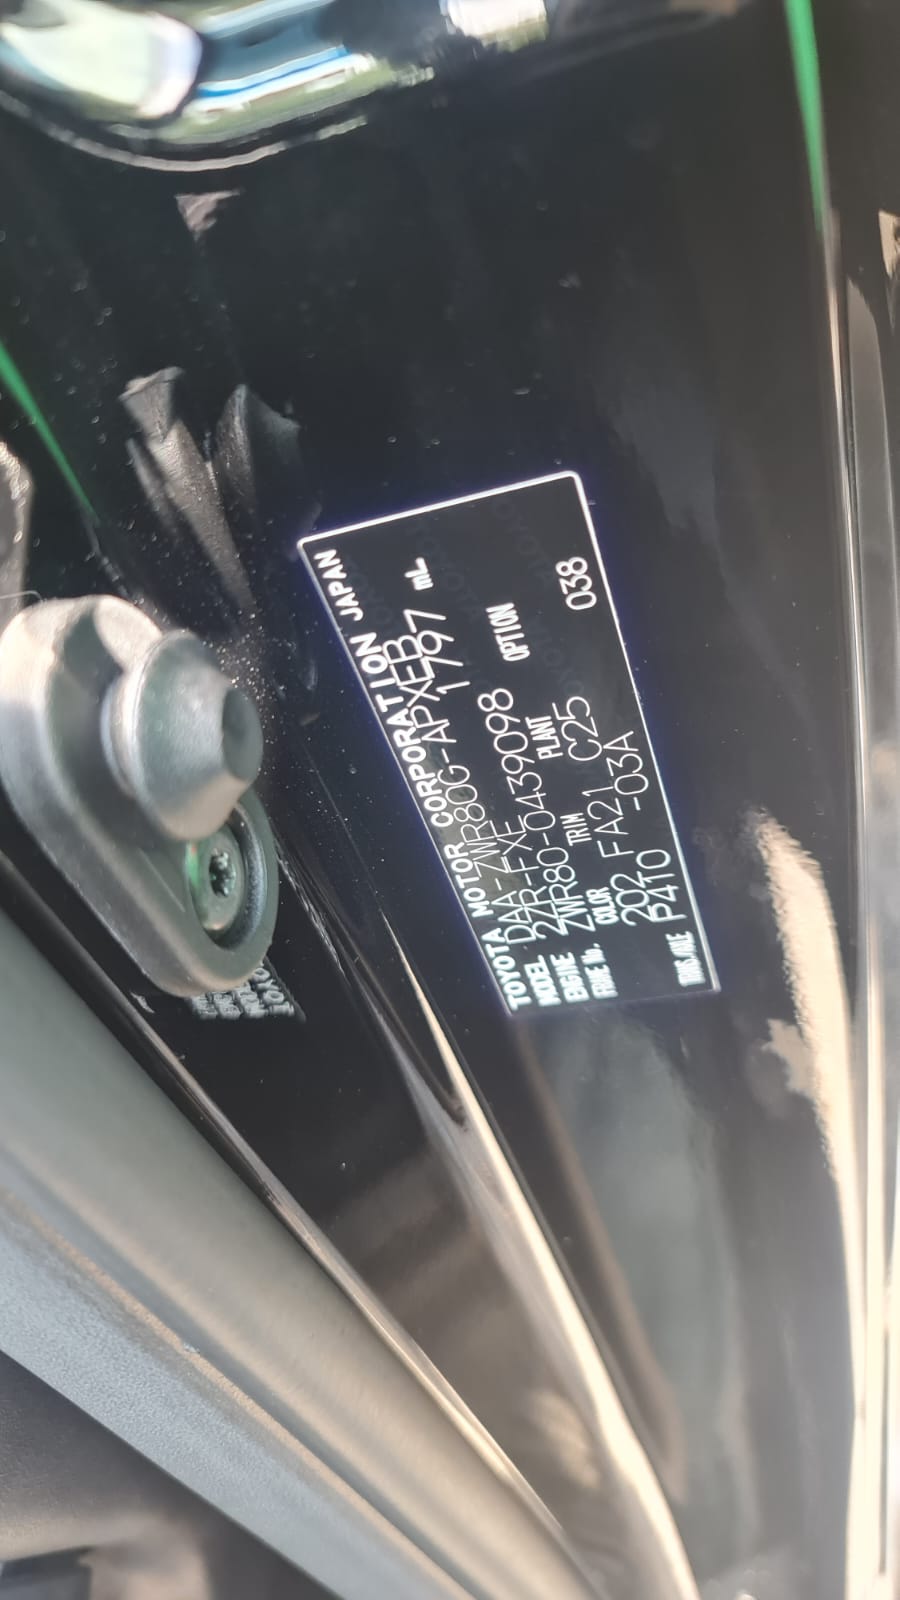 TOYOTA MOTOR CORPORATION JAPAN
MODEL DAA-ZWR80G-APXEB
ENGINE 2ZR-FXE 1797 mL
FRAME No. ZWR80-0439098
COLOR TRIM PLANT OPTION
202 FA21 C25 038
TRANS/AXLE P410 -03A